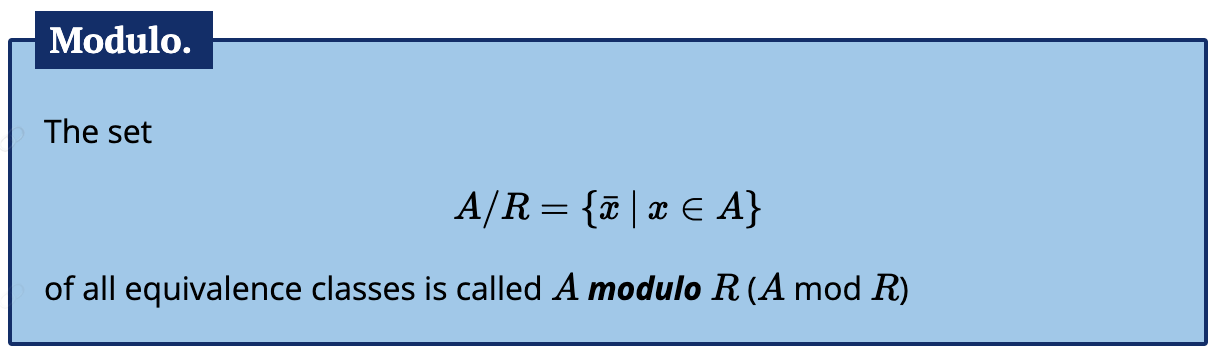 Modulo.
The set
A/R = {x̄ | x ∈ A}
of all equivalence classes is called A modulo R (A mod R)